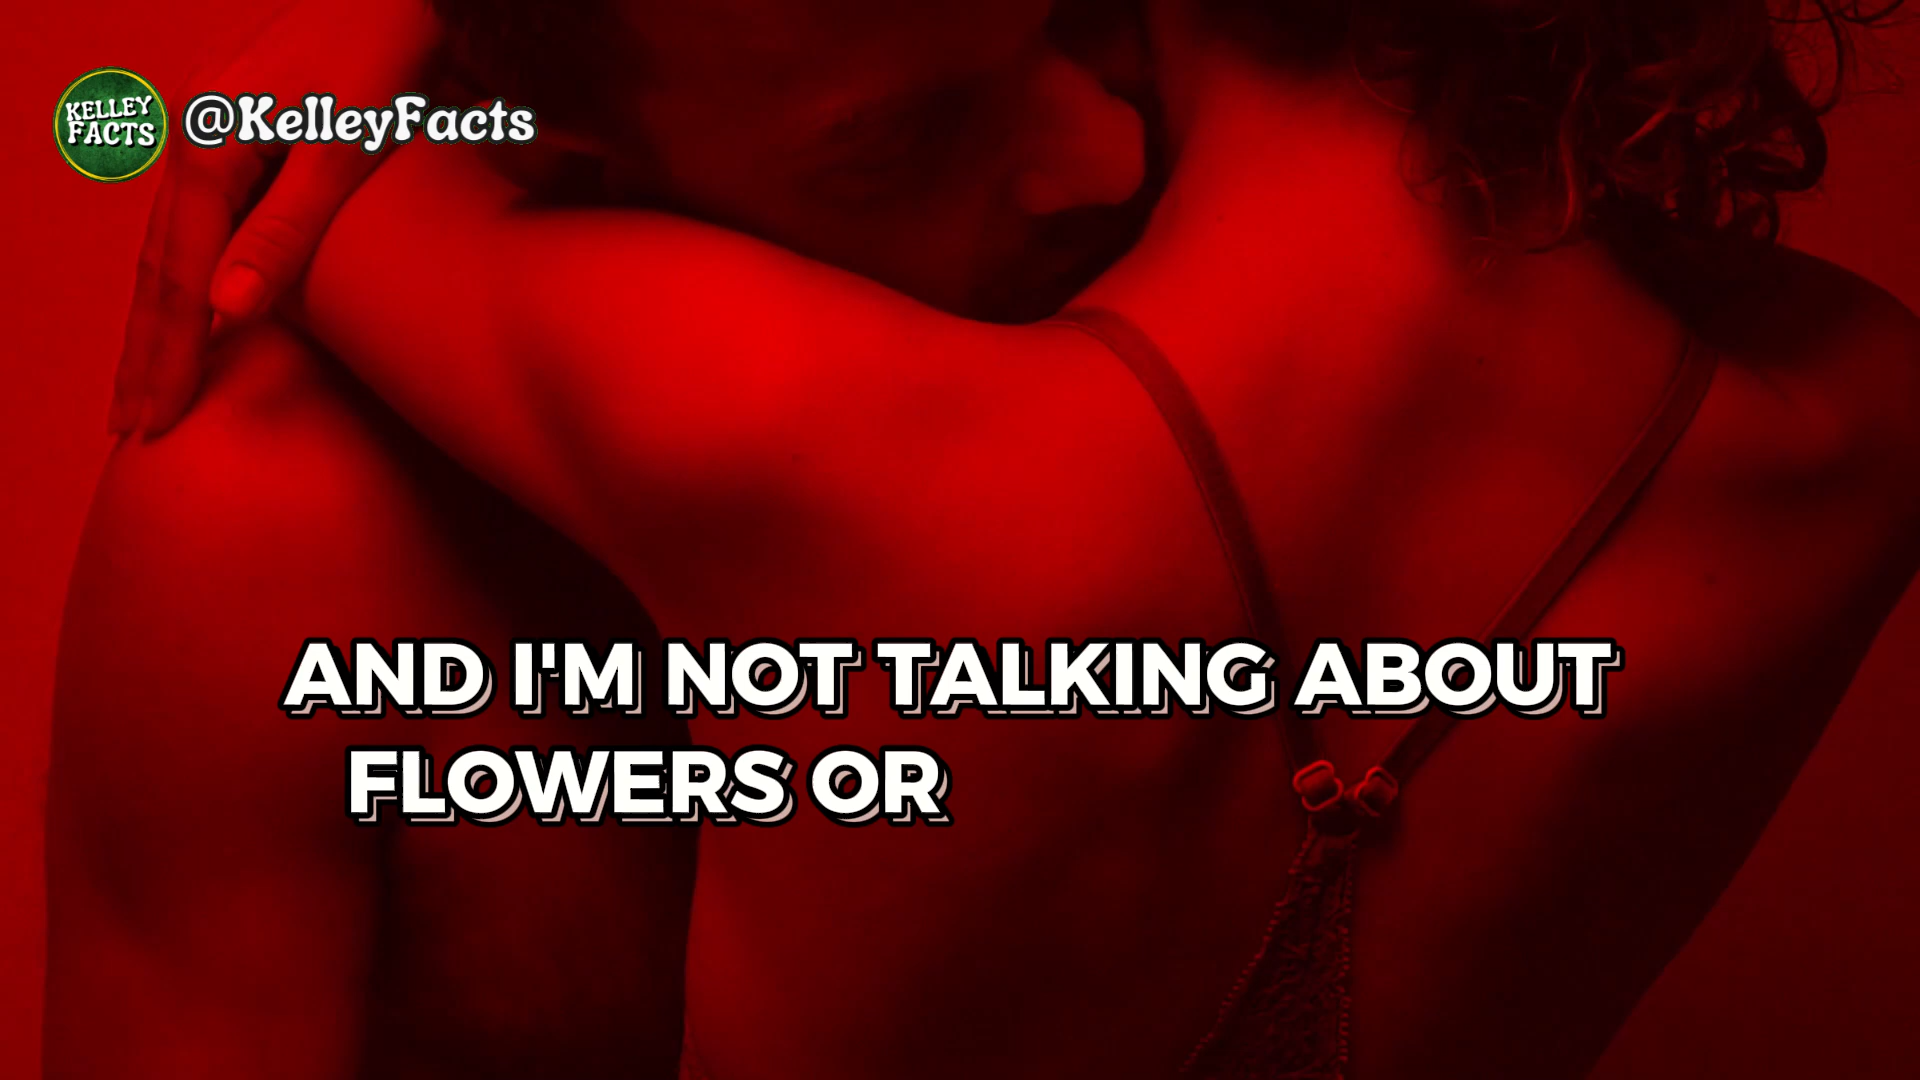 KELLEY
FACTS
@KelleyFacts
AND I'M NOT TALKING ABOUT
FLOWERS OR